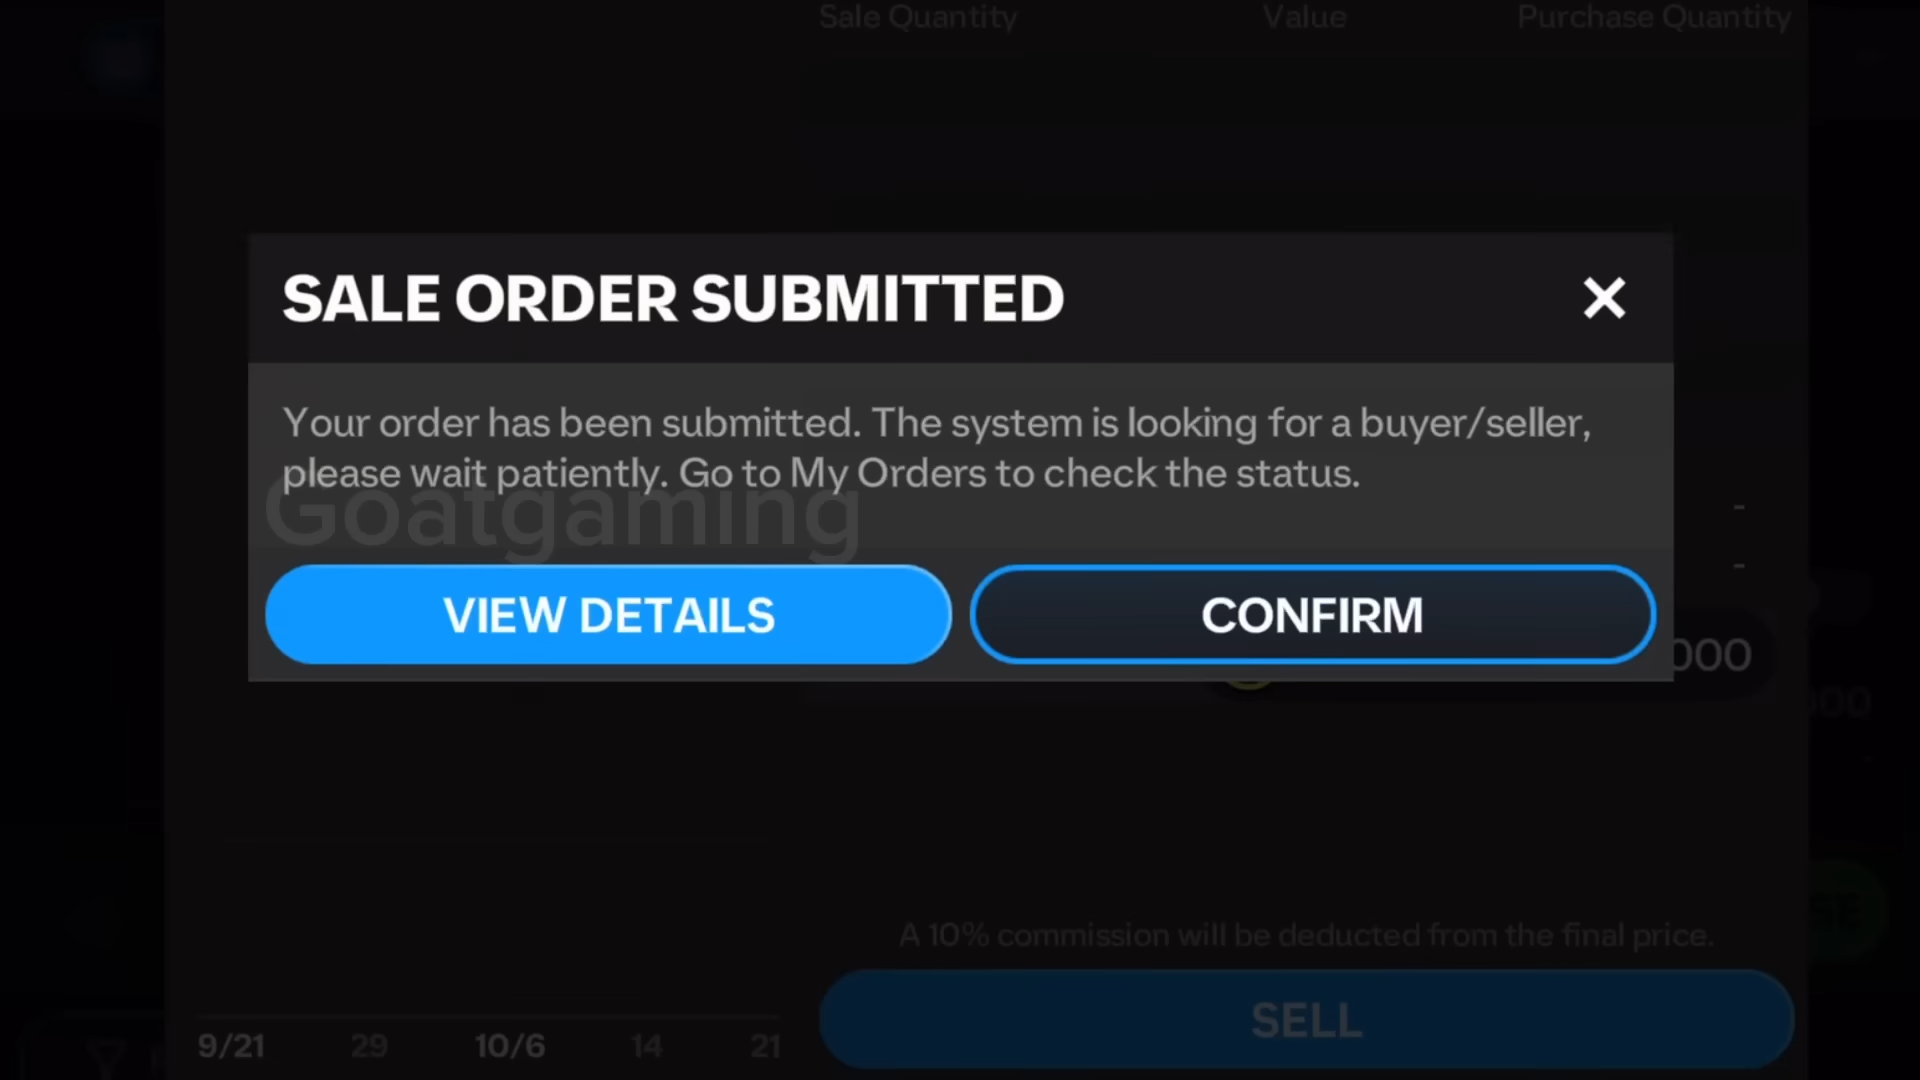 Sale Quantity Value Purchase Quantity
SALE ORDER SUBMITTED
Your order has been submitted. The system is looking for a buyer/seller,
please wait patiently. Go to My Orders to check the status.
Goatgaming
VIEW DETAILS CONFIRM
000
A 10% commission will be deducted from the final price.
SELL
9/21 29 10/6 14 21